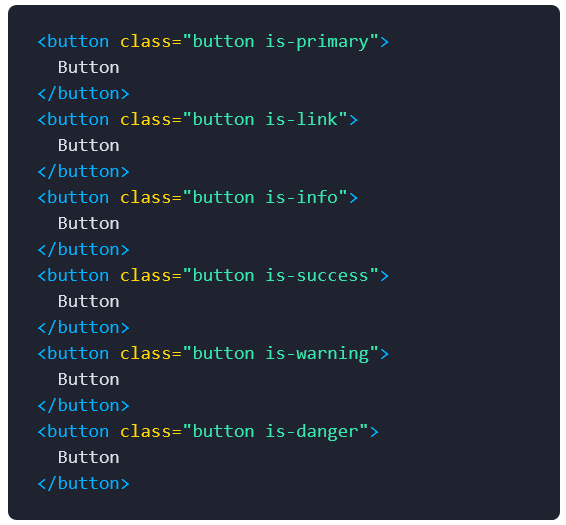 <button class="button is-primary">
  Button
</button>
<button class="button is-link">
  Button
</button>
<button class="button is-info">
  Button
</button>
<button class="button is-success">
  Button
</button>
<button class="button is-warning">
  Button
</button>
<button class="button is-danger">
  Button
</button>